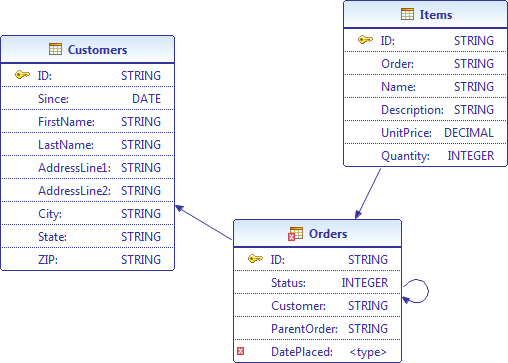 Customers
ID: STRING
Since: DATE
FirstName: STRING
LastName: STRING
AddressLine1: STRING
AddressLine2: STRING
City: STRING
State: STRING
ZIP: STRING
Items
ID: STRING
Order: STRING
Name: STRING
Description: STRING
UnitPrice: DECIMAL
Quantity: INTEGER
Orders
ID: STRING
Status: INTEGER
Customer: STRING
ParentOrder: STRING
DatePlaced: <type>